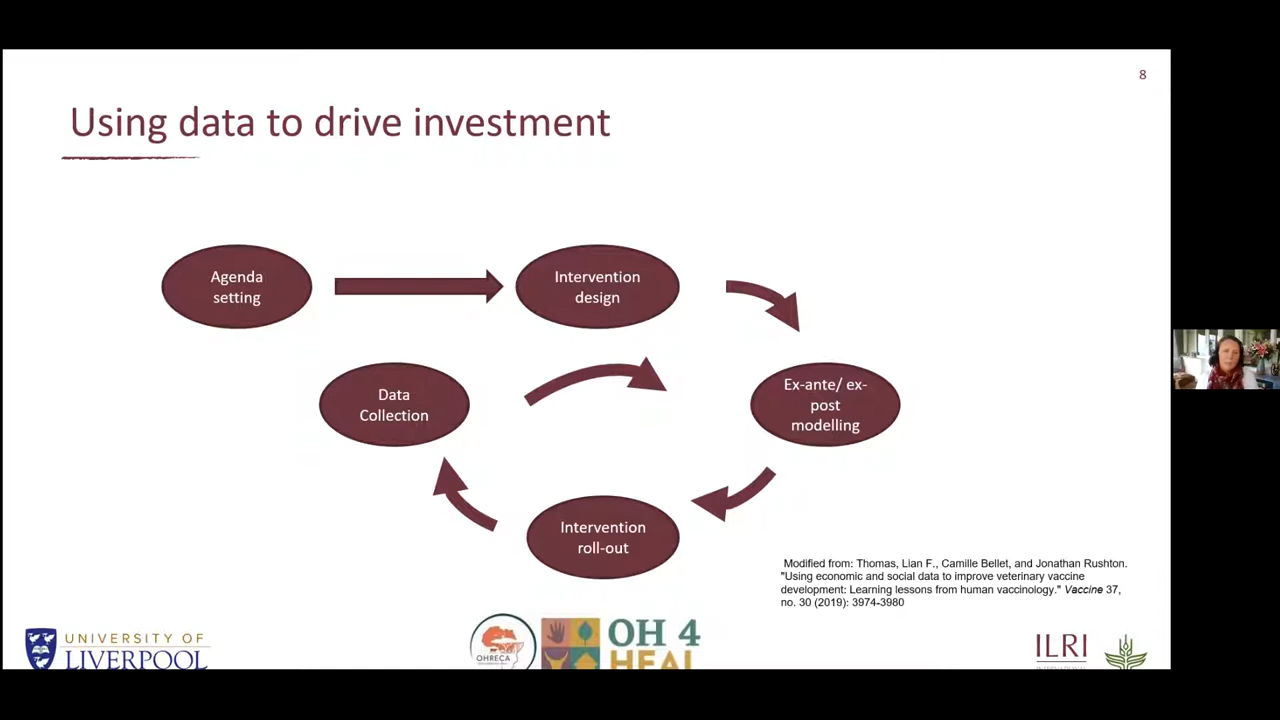 8
Using data to drive investment
Agenda
setting
Intervention
design
Data
Collection
Ex-ante/ ex-
post
modelling
Intervention
roll-out
Modified from: Thomas, Lian F., Camille Bellet, and Jonathan Rushton.
"Using economic and social data to improve veterinary vaccine
development: Learning lessons from human vaccinology." Vaccine 37,
no. 30 (2019): 3974-3980
UNIVERSITY OF
LIVERPOOL
OHRECA
OH 4
HEAL
ILRI